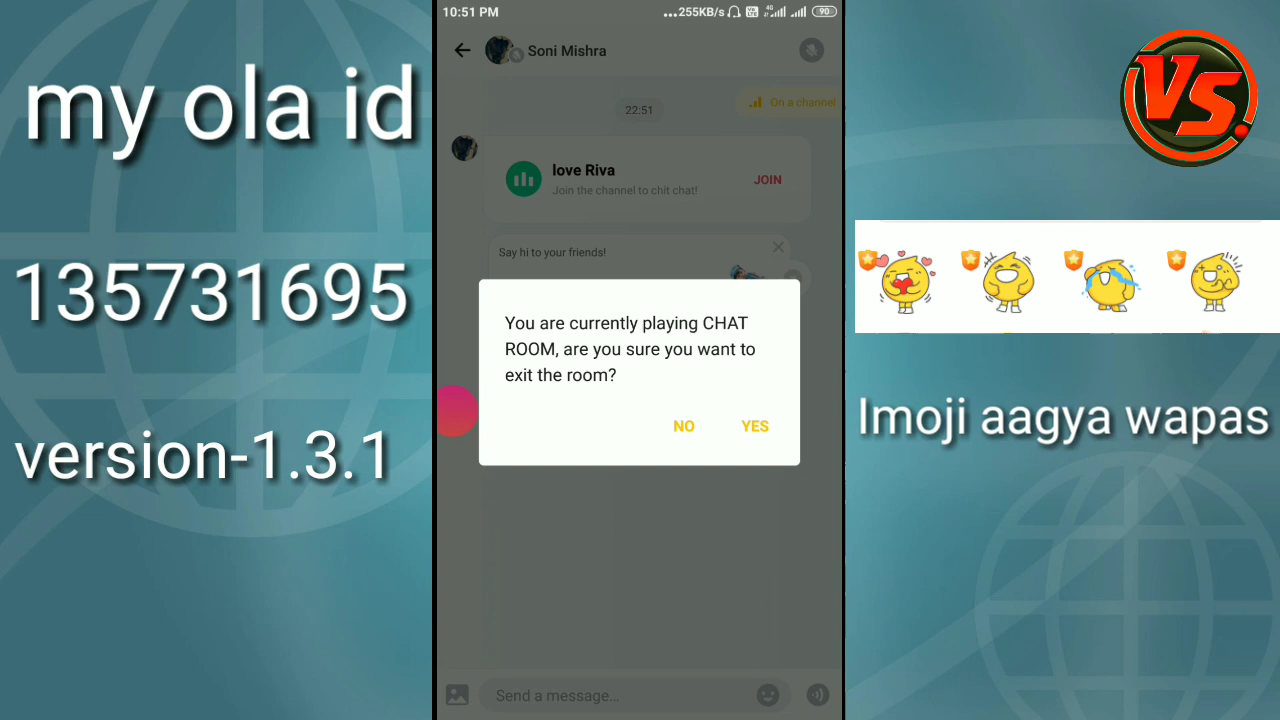 my ola id
135731695
version-1.3.1
10:51 PM
...255KB/s
4G
90
Soni Mishra
22:51
On a channel
love Riva
Join the channel to chit chat!
JOIN
Say hi to your friends!
You are currently playing CHAT
ROOM, are you sure you want to
exit the room?
NO YES
Send a message...
VS.
Imoji aagya wapas